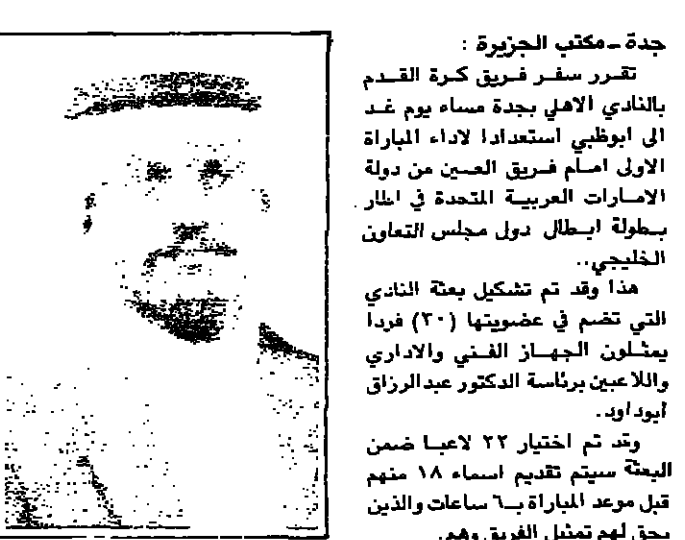 جدة ـ مكتب الجزيرة :
تقرر سفر فريق كرة القدم
بالنادي الاهلي بجدة مساء يوم غد
الى ابوظبي استعدادا لاداء المباراة
الاولى امام فريق العين من دولة
الامارات العربية المتحدة في اطار
بطولة ابطال دول مجلس التعاون
الخليجي..
هذا وقد تم تشكيل بعثة النادي
التي تضم في عضويتها (٣٠) فردا
يمثلون الجهاز الفني والاداري
واللاعبين برئاسة الدكتور عبدالرزاق
أبوداود.
وقد تم اختيار ٢٢ لاعبا ضمن
البعثة سيتم تقديم اسماء ١٨ منهم
قبل موعد المباراة بـ٦ ساعات والذين
يحق لهم تمثيل الفريق وهم.